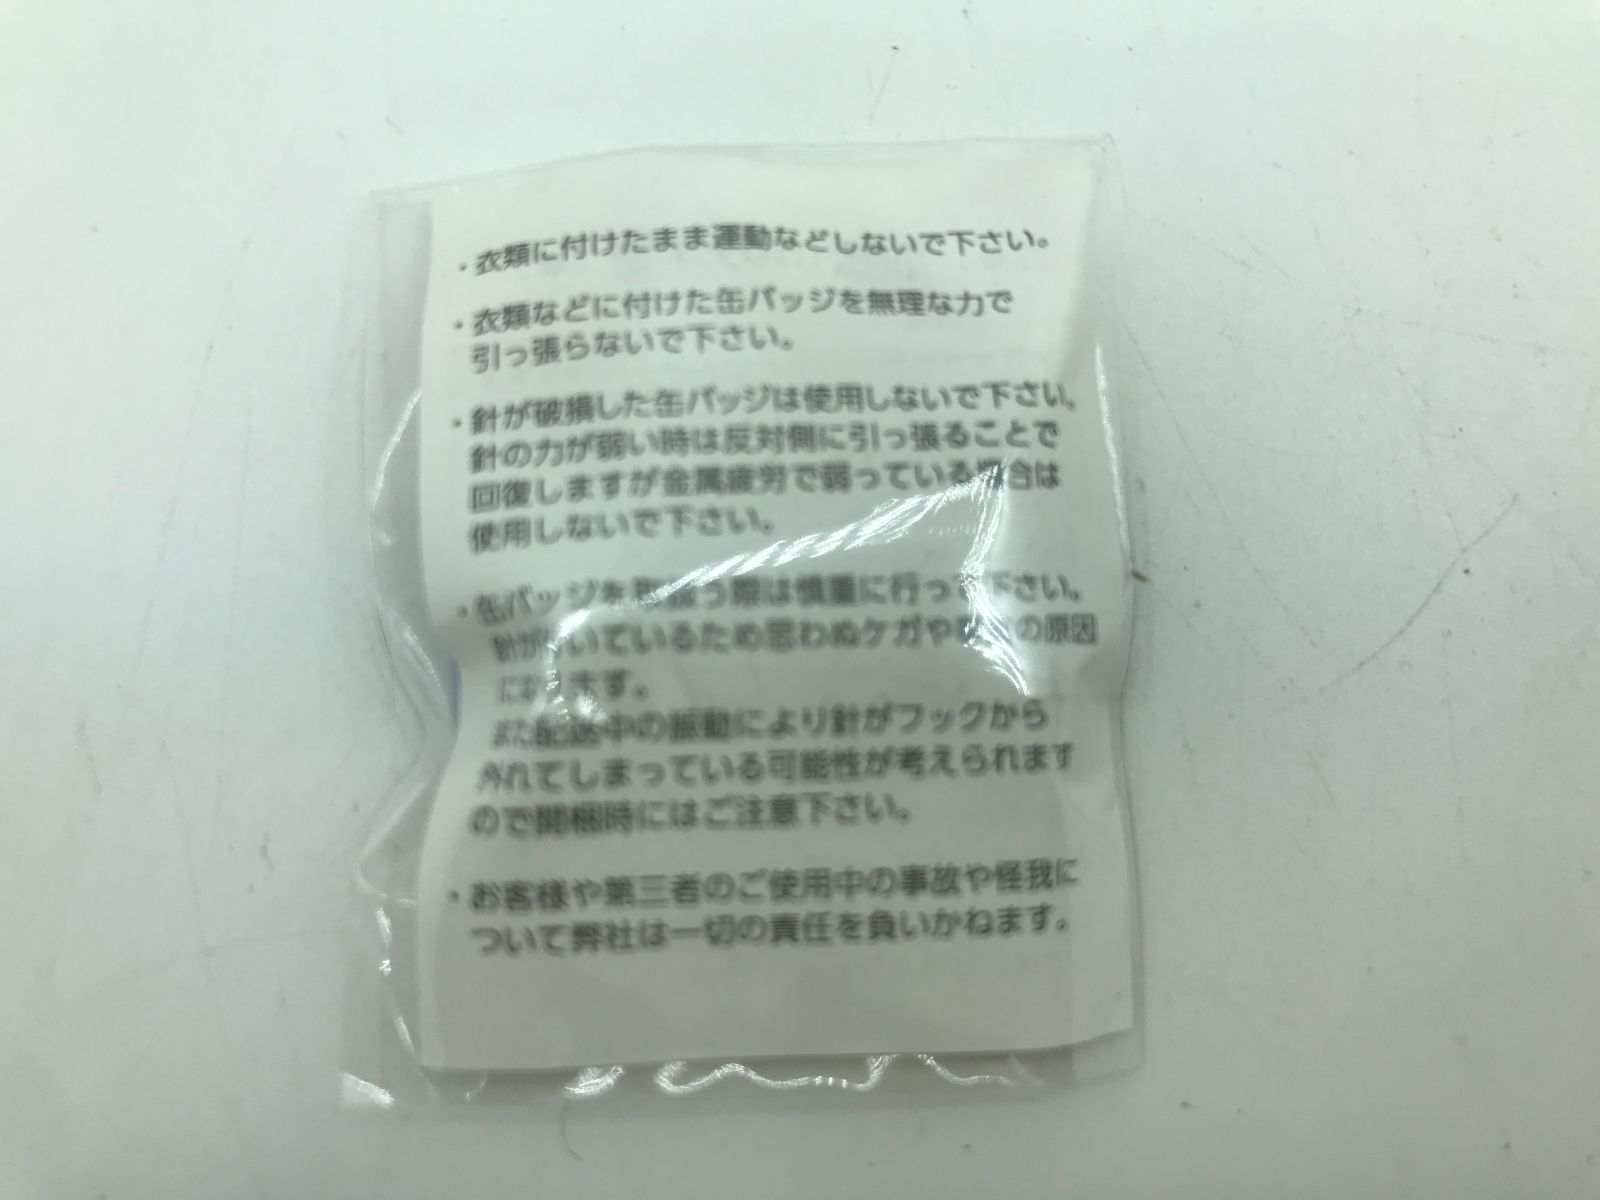 ・衣類に付けたまま運動などしないで下さい。
・衣類などに付けた缶バッジを無理な力で
引っ張らないで下さい。
・針が破損した缶バッジは使用しないで下さい。
針の力が弱い時は反対側に引っ張ることで
回復しますが金属疲労で弱っている場合は
使用しないで下さい。
・缶バッジを取扱う際は慎重に行って下さい。
針が付いているため思わぬケガや の原因
になります。
また配送中の振動により針がフックから
外れてしまっている可能性が考えられます
ので開梱時にはご注意下さい。
・お客様や第三者のご使用中の事故や怪我に
ついて弊社は一切の責任を負いかねます。